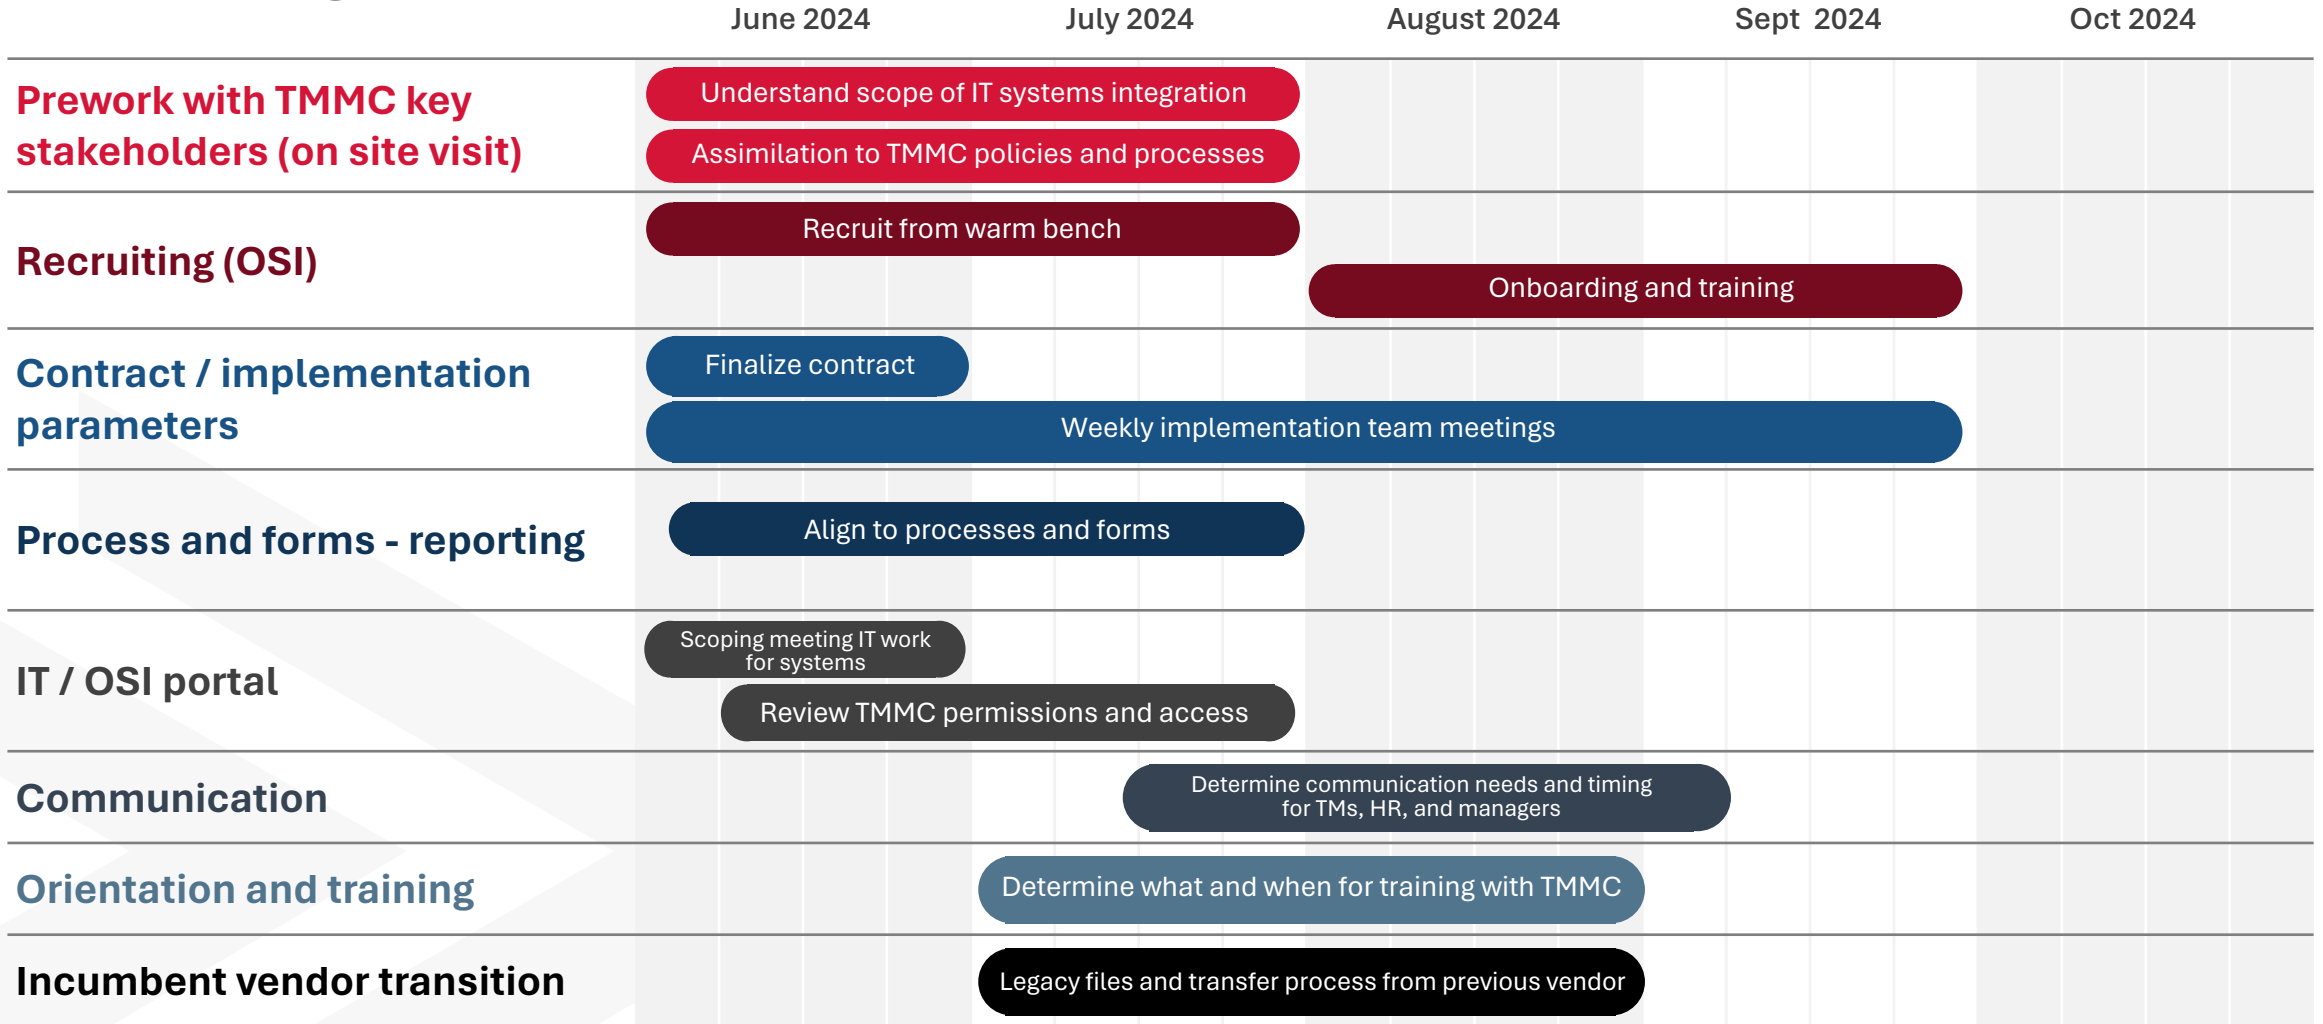 June 2024
July 2024
August 2024
Sept 2024
Oct 2024
Prework with TMMC key
stakeholders (on site visit)
Understand scope of IT systems integration
Assimilation to TMMC policies and processes
Recruiting (OSI)
Recruit from warm bench
Onboarding and training
Contract / implementation
parameters
Finalize contract
Weekly implementation team meetings
Process and forms - reporting
Align to processes and forms
IT / OSI portal
Scoping meeting IT work
for systems
Review TMMC permissions and access
Communication
Determine communication needs and timing
for TMs, HR, and managers
Orientation and training
Determine what and when for training with TMMC
Incumbent vendor transition
Legacy files and transfer process from previous vendor